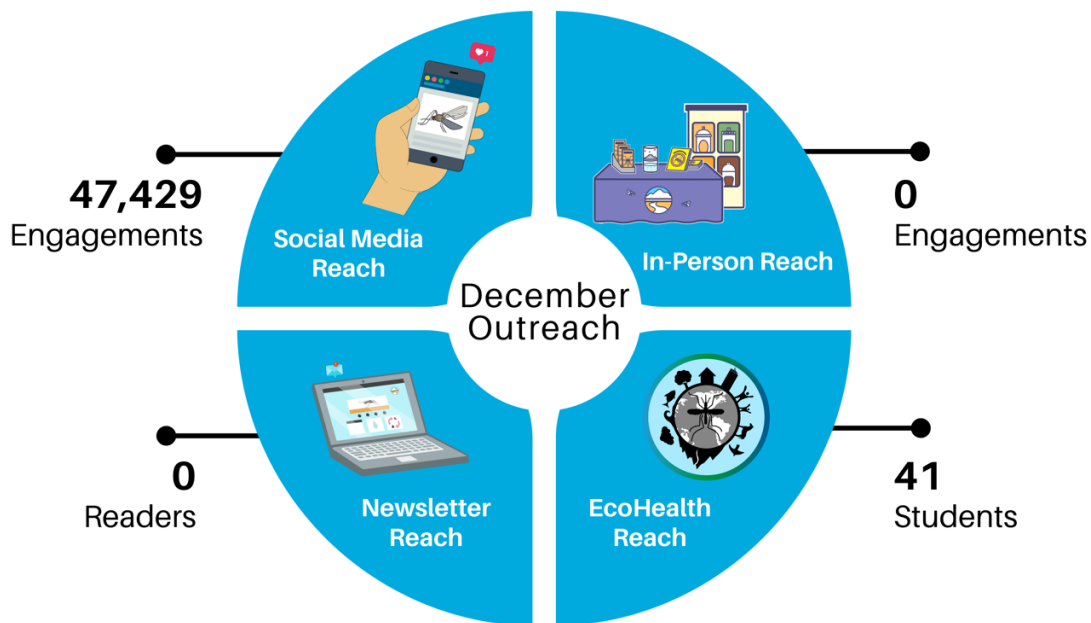 47,429
Engagements
Social Media
Reach
1
0
Engagements
In-Person Reach
December
Outreach
0
Readers
Newsletter
Reach
41
Students
EcoHealth
Reach